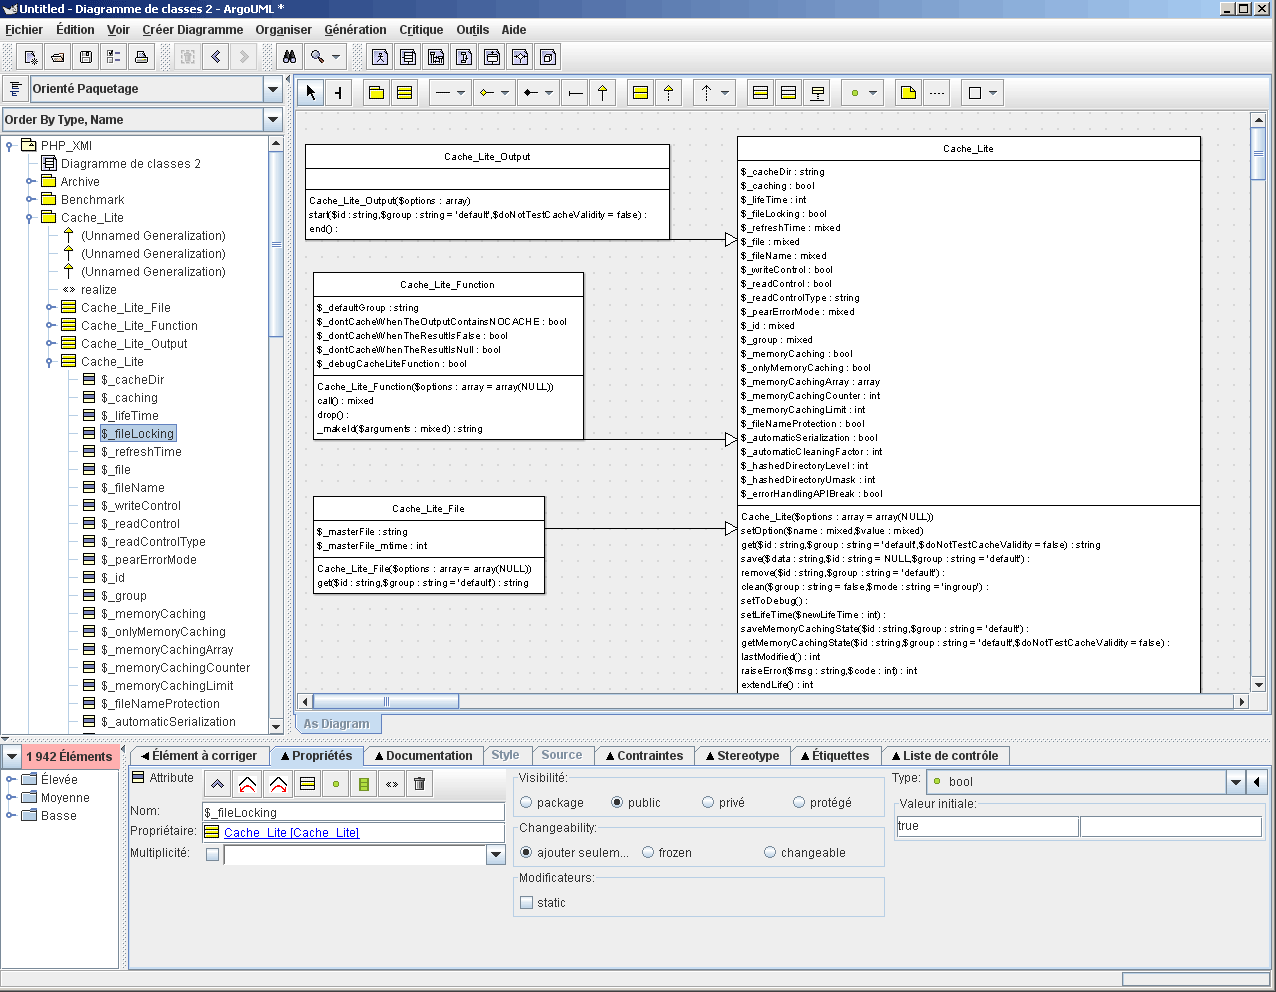 Untitled - Diagramme de classes 2 - ArgoUML *
Fichier Édition Voir Créer Diagramme Organiser Génération Critique Outils Aide
Orienté Paquetage
Order By Type, Name
PHP_XMI
Diagramme de classes 2
Archive
Benchmark
Cache_Lite
(Unnamed Generalization)
(Unnamed Generalization)
(Unnamed Generalization)
realize
Cache_Lite_File
Cache_Lite_Function
Cache_Lite_Output
Cache_Lite
$_cacheDir
$_caching
$_lifeTime
$_fileLocking
$_refreshTime
$_file
$_fileName
$_writeControl
$_readControl
$_readControlType
$_pearErrorMode
$_id
$_group
$_memoryCaching
$_onlyMemoryCaching
$_memoryCachingArray
$_memoryCachingCounter
$_memoryCachingLimit
$_fileNameProtection
$_automaticSerialization
Cache_Lite_Output
Cache_Lite_Output($options : array)
start($id : string,$group : string = 'default',$doNotTestCacheValidity = false) :
end() :
Cache_Lite_Function
$_defaultGroup : string
$_dontCacheWhenTheOutputContainsNOCACHE : bool
$_dontCacheWhenTheResultIsFalse : bool
$_dontCacheWhenTheResultIsNull : bool
$_debugCacheLiteFunction : bool
Cache_Lite_Function($options : array = array(NULL))
call() : mixed
drop() :
_makeId($arguments : mixed) : string
Cache_Lite_File
$_masterFile : string
$_masterFile_mtime : int
Cache_Lite_File($options : array = array(NULL))
get($id : string,$group : string = 'default') : string
Cache_Lite
$_cacheDir : string
$_caching : bool
$_lifeTime : int
$_fileLocking : bool
$_refreshTime : mixed
$_file : mixed
$_fileName : mixed
$_writeControl : bool
$_readControl : bool
$_readControlType : string
$_pearErrorMode : mixed
$_id : mixed
$_group : mixed
$_memoryCaching : bool
$_onlyMemoryCaching : bool
$_memoryCachingArray : array
$_memoryCachingCounter : int
$_memoryCachingLimit : int
$_fileNameProtection : bool
$_automaticSerialization : bool
$_automaticCleaningFactor : int
$_hashedDirectoryLevel : int
$_hashedDirectoryUmask : int
$_errorHandlingAPIBreak : bool
Cache_Lite($options : array = array(NULL))
setOption($name : mixed,$value : mixed)
get($id : string,$group : string = 'default',$doNotTestCacheValidity = false) : string
save($data : string,$id : string = NULL,$group : string = 'default') :
remove($id : string,$group : string = 'default') :
clean($group : string = false,$mode : string = 'ingroup') :
setToDebug() :
setLifeTime($newLifeTime : int) :
saveMemoryCachingState($id : string,$group : string = 'default') :
getMemoryCachingState($id : string,$group : string = 'default',$doNotTestCacheValidity = false) :
lastModified() : int
raiseError($msg : string,$code : int) : int
extendLife() : int
As Diagram
1 942 Éléments
Élevée
Moyenne
Basse
Élément à corriger Propriétés Documentation Style Source Contraintes Stereotype Étiquettes Liste de contrôle
Attribute
Nom: $_fileLocking
Propriétaire: Cache_Lite [Cache_Lite]
Multiplicité:
Visibilité:
package public privé protégé
Changeability:
ajouter seulem... frozen changeable
Modificateurs:
static
Type: bool
Valeur initiale:
true